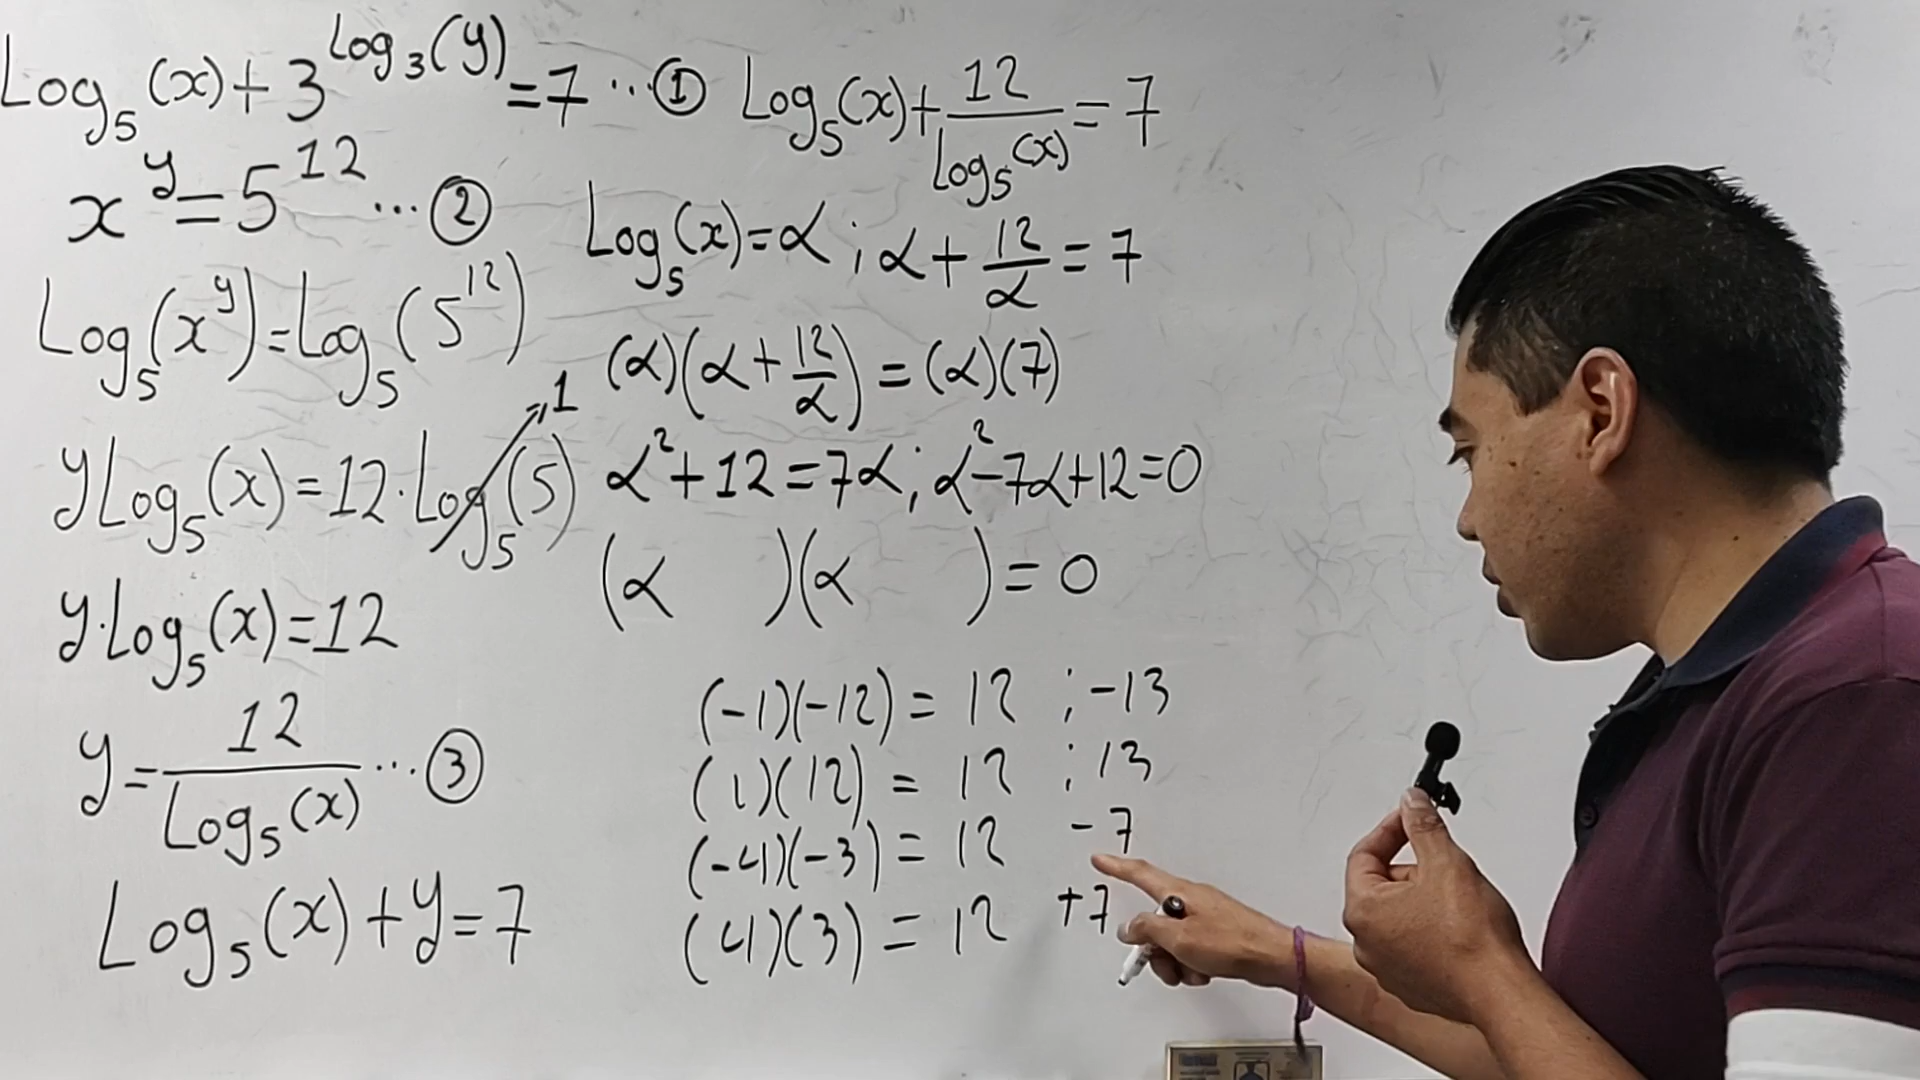 Log₅(x)+3^Log₃(y)=7 ...①
x^y=5^12 ...②
Log₅(x^y)=Log₅(5^12)
yLog₅(x)=12·Log₅(5) 1
y·Log₅(x)=12
y=12/Log₅(x) ...③
Log₅(x)+y=7
Log₅(x)+12/Log₅(x)=7
Log₅(x)=α ; α+12/α=7
(α)(α+12/α)=(α)(7)
α²+12=7α; α²-7α+12=0
(α )(α )=0
(-1)(-12)=12 ; -13
(1)(12)=12 ; 13
(-4)(-3)=12 -7
(4)(3)=12 +7